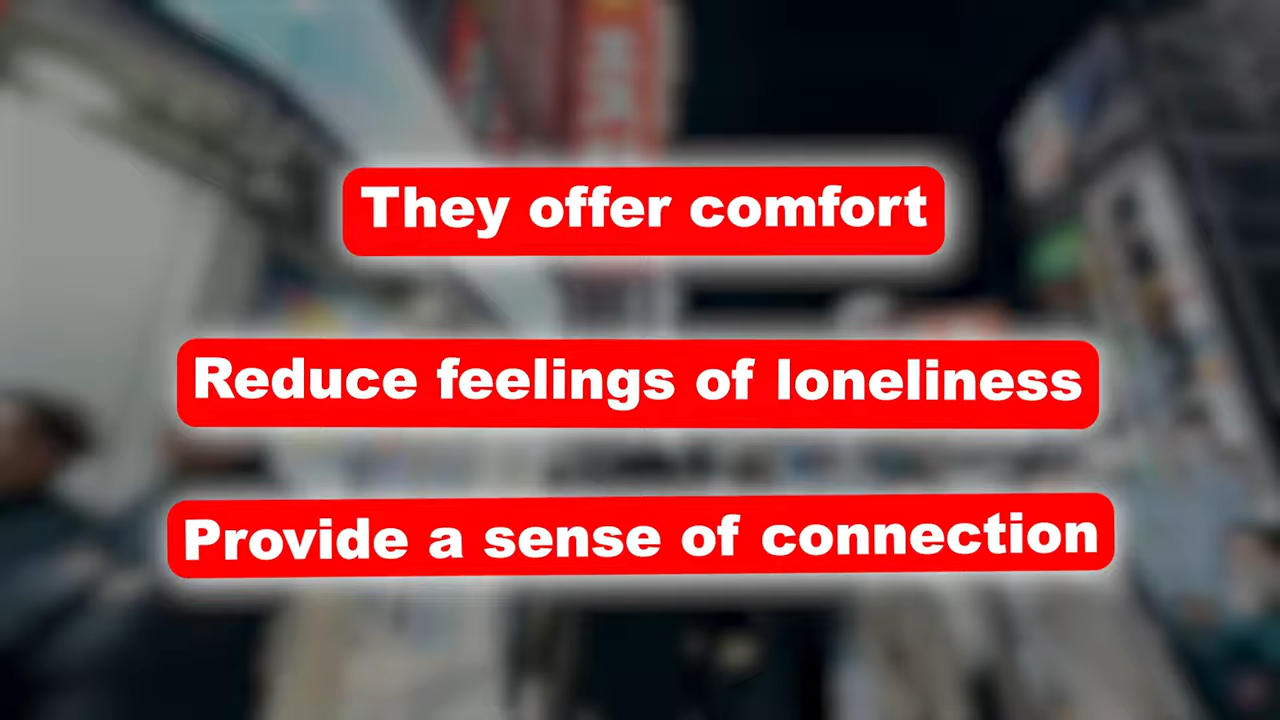 They offer comfort
Reduce feelings of loneliness
Provide a sense of connection